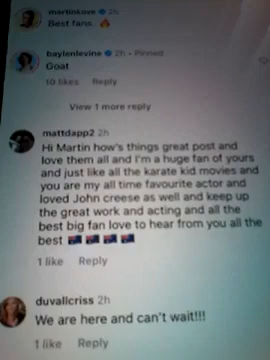 martinkove 2h
Best fans 🔥
baylenlevine 2h • Pinned
Goat
10 likes Reply
View 1 more reply
mattdapp2 2h
Hi Martin how's things great post and
love them all and I'm a huge fan of yours
and just like all the karate kid movies and
you are my all time favourite actor and
loved John creese as well and keep up
the great work and acting and all the
best big fan love to hear from you all the
best 🇦🇺 🇦🇺 🇦🇺 🇦🇺
1 like Reply
duvallcriss 2h
We are here and can't wait!!!
1 like Reply